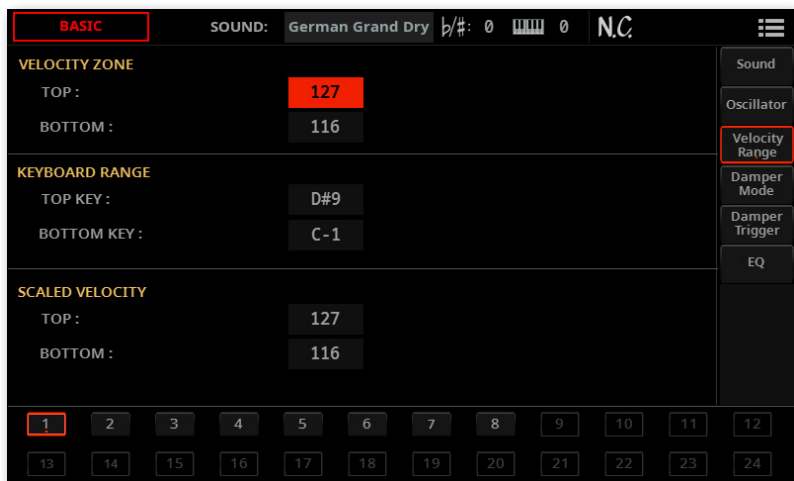 BASIC SOUND: German Grand Dry ♭/#: 0 0 N.C.
VELOCITY ZONE
TOP : 127
BOTTOM : 116
KEYBOARD RANGE
TOP KEY : D#9
BOTTOM KEY : C-1
SCALED VELOCITY
TOP : 127
BOTTOM : 116
Sound
Oscillator
Velocity
Range
Damper
Mode
Damper
Trigger
EQ
1 2 3 4 5 6 7 8 9 10 11 12
13 14 15 16 17 18 19 20 21 22 23 24